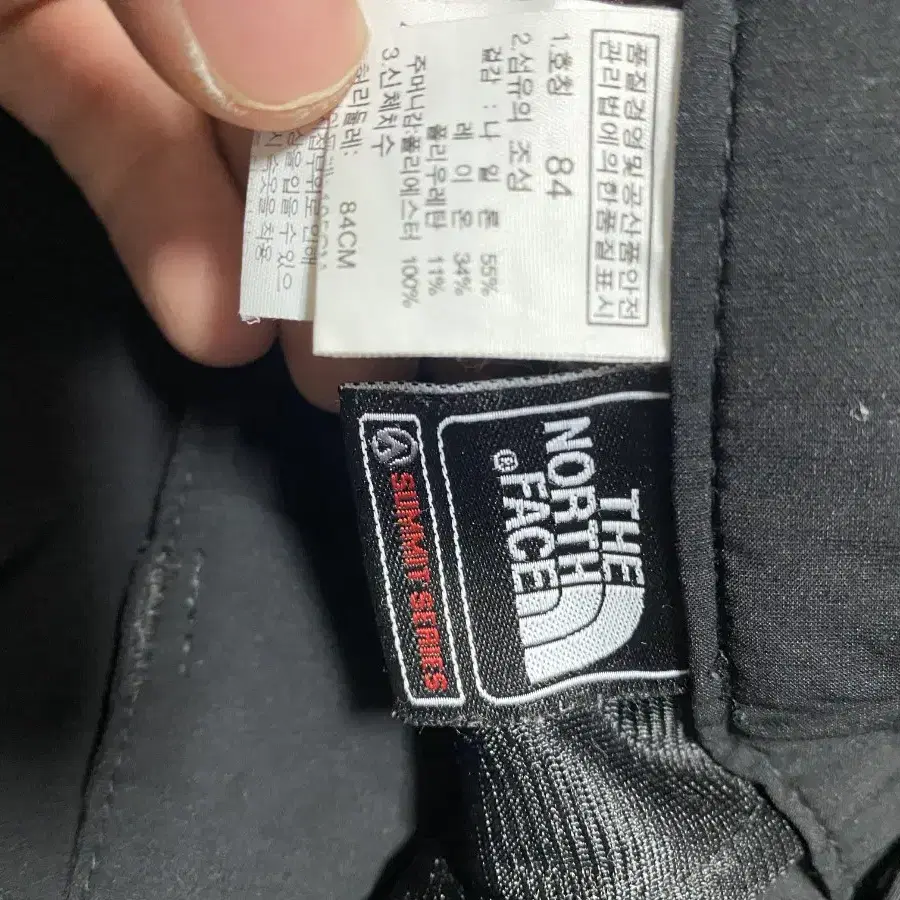 품질경영및공산품안전
관리법에의한품질표시
1.호칭 84
2.섬유의 조성
겉감 : 나 일 론 55%
레 이 온 34%
폴리우레탄 11%
주머니감:폴리에스터 100%
3.신체치수
허리둘레: 84CM
THE
NORTH
FACE
®
SUMMIT SERIES